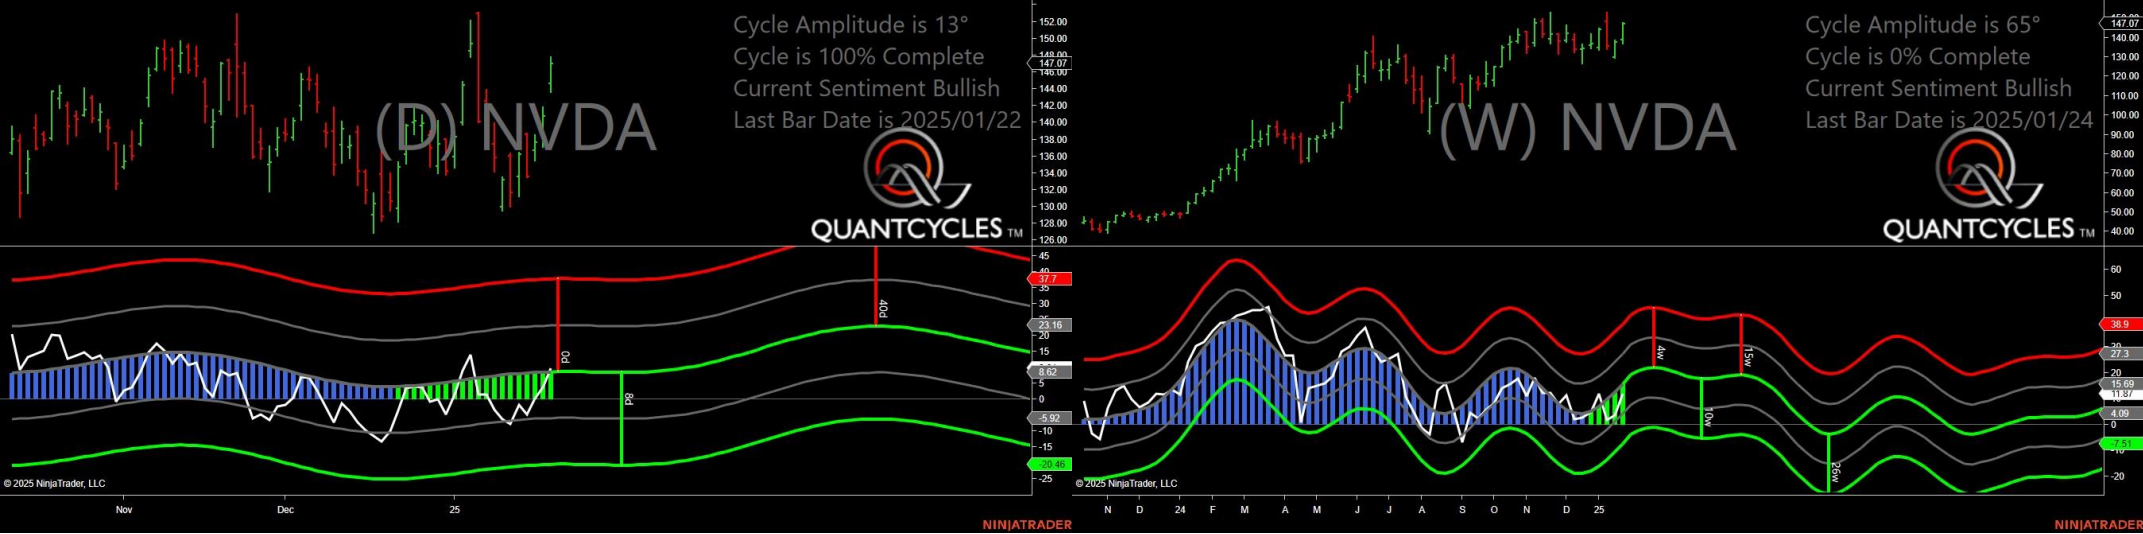 Cycle Amplitude is 13°
Cycle is 100% Complete
Current Sentiment Bullish
Last Bar Date is 2025/01/22
(D) NVDA
QUANTCYCLES TM
152.00
150.00
148.00
147.07
146.00
144.00
142.00
140.00
138.00
136.00
134.00
132.00
130.00
128.00
126.00
45
40
37.7
35
30
23.16
20
15
8.62
5
0
-5.92
-10
-15
-20.46
-25
0d
8d
40d
© 2025 NinjaTrader, LLC
Nov
Dec
25
NINJATRADER
Cycle Amplitude is 65°
Cycle is 0% Complete
Current Sentiment Bullish
Last Bar Date is 2025/01/24
(W) NVDA
QUANTCYCLES TM
147.07
140.00
130.00
120.00
110.00
100.00
90.00
80.00
70.00
60.00
50.00
40.00
60
50
38.9
27.3
20
15.69
11.87
4.09
0
-7.51
-20
4w
10w
15w
26w
© 2025 NinjaTrader, LLC
N
D
24
F
M
A
M
J
J
A
S
O
N
D
25
NINJATRADER